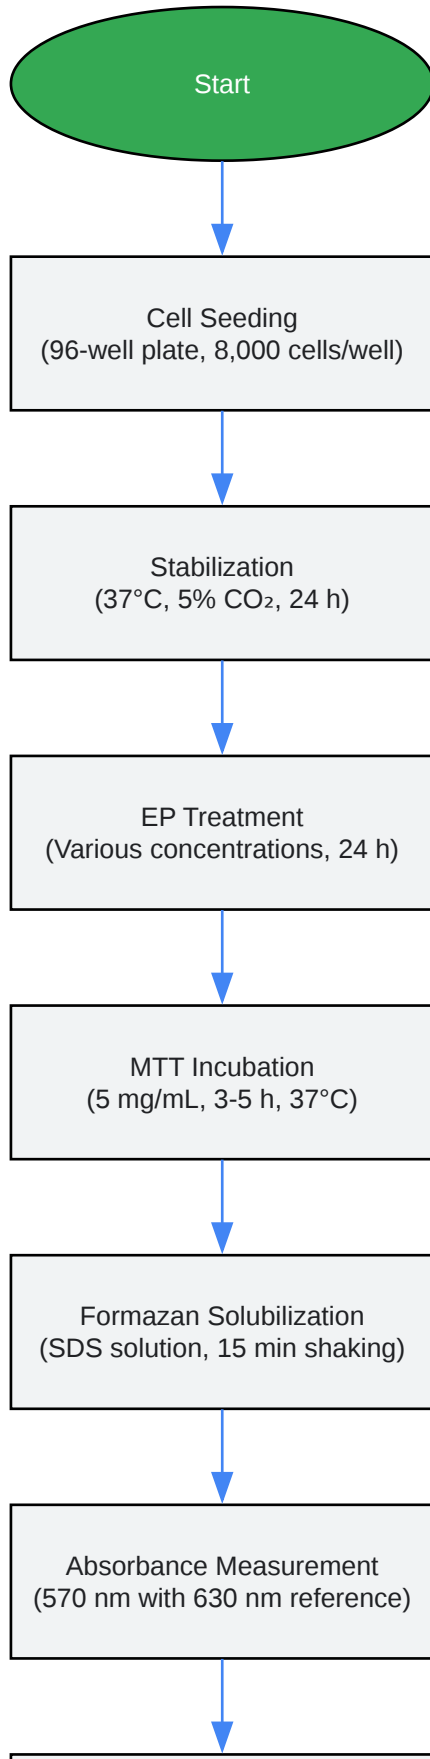 Start
Cell Seeding
(96-well plate, 8,000 cells/well)
Stabilization
(37°C, 5% CO₂, 24 h)
EP Treatment
(Various concentrations, 24 h)
MTT Incubation
(5 mg/mL, 3-5 h, 37°C)
Formazan Solubilization
(SDS solution, 15 min shaking)
Absorbance Measurement
(570 nm with 630 nm reference)